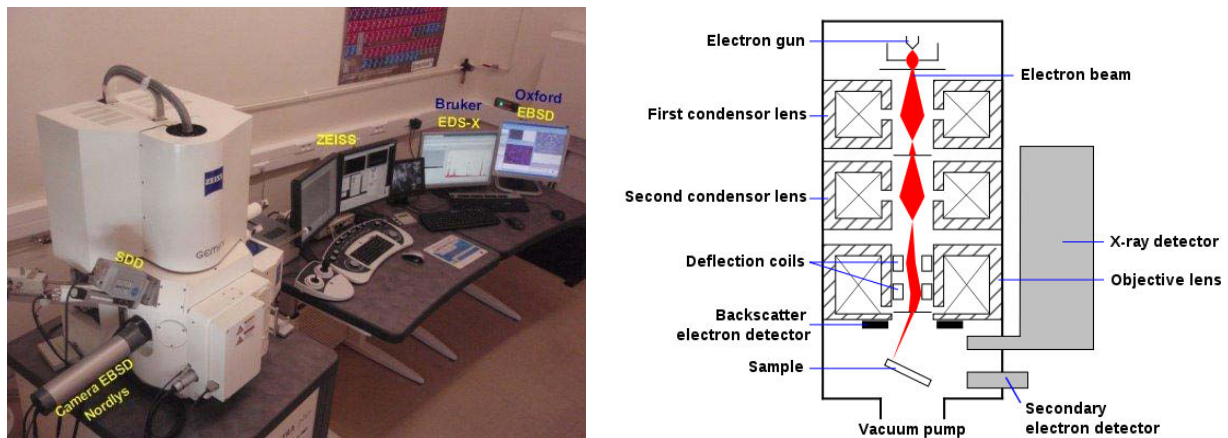 Bruker
EDS-X
Oxford
EBSD
ZEISS
ZEISS
SDD
Camera EBSD
Nordlys
Electron gun
Electron beam
First condensor lens
Second condensor lens
X-ray detector
Deflection coils
Objective lens
Backscatter
electron detector
Sample
Secondary
electron detector
Vacuum pump